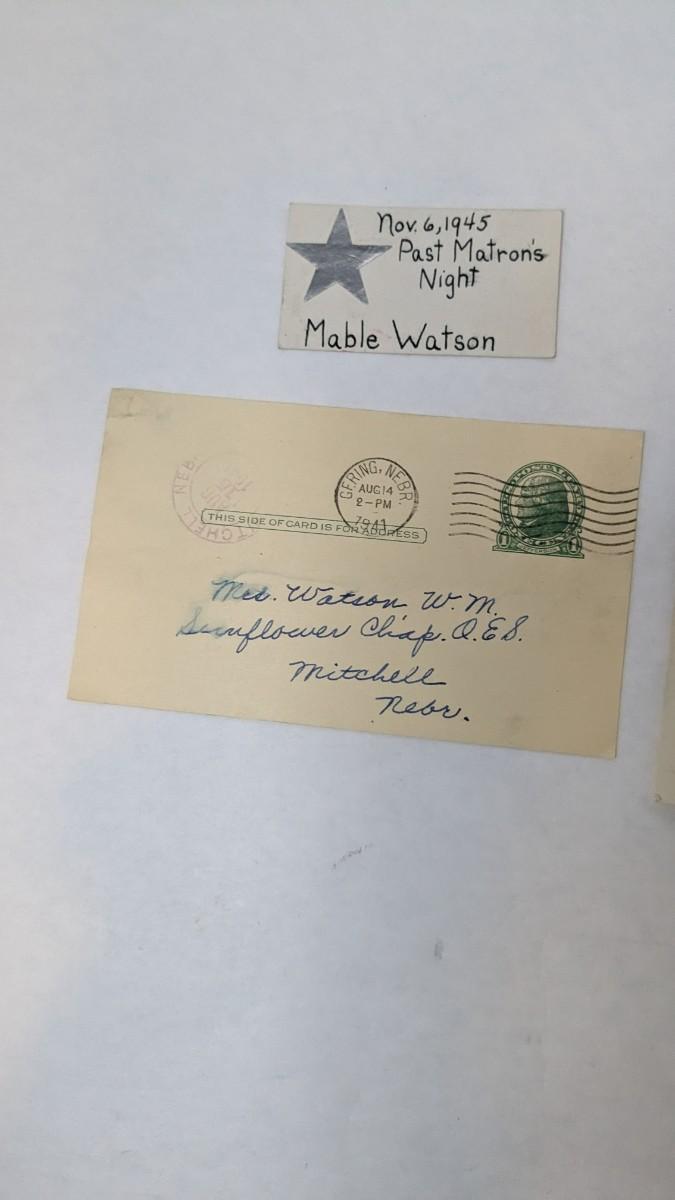 Nov. 6, 1945
Past Matron's
Night
Mable Watson
GERING, NEBR.
AUG 14
2-PM
1941
THIS SIDE OF CARD IS FOR ADDRESS
Mrs. Watson W. M.
Sunflower Chap. O.E.S.
Mitchell
Nebr.